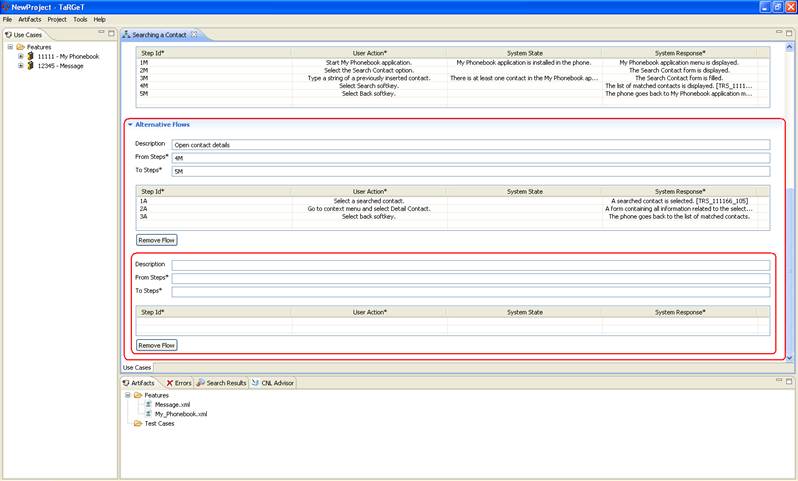 NewProject - TaRGeT
File Artifacts Project Tools Help
Use Cases
Features
11111 - My Phonebook
12345 - Message
Searching a Contact
Step Id* User Action* System State System Response*
1M Start My Phonebook application. My Phonebook application is installed in the phone. My Phonebook application menu is displayed.
2M Select the Search Contact option. The Search Contact form is displayed.
3M Type a string of a previously inserted contact. There is at least one contact in the My Phonebook ap... The Search Contact form is filled.
4M Select Search softkey. The list of matched contacts is displayed. [TRS_1111...
5M Select Back softkey. The phone goes back to My Phonebook application m...
Alternative Flows
Description Open contact details
From Steps* 4M
To Steps* 5M
Step Id* User Action* System State System Response*
1A Select a searched contact. A searched contact is selected. [TRS_111166_105]
2A Go to context menu and select Detail Contact. A form containing all information related to the select...
3A Select back softkey. The phone goes back to the list of matched contacts.
Remove Flow
Description
From Steps*
To Steps*
Step Id* User Action* System State System Response*
Remove Flow
Use Cases
Artifacts Errors Search Results CNL Advisor
Features
Message.xml
My_Phonebook.xml
Test Cases